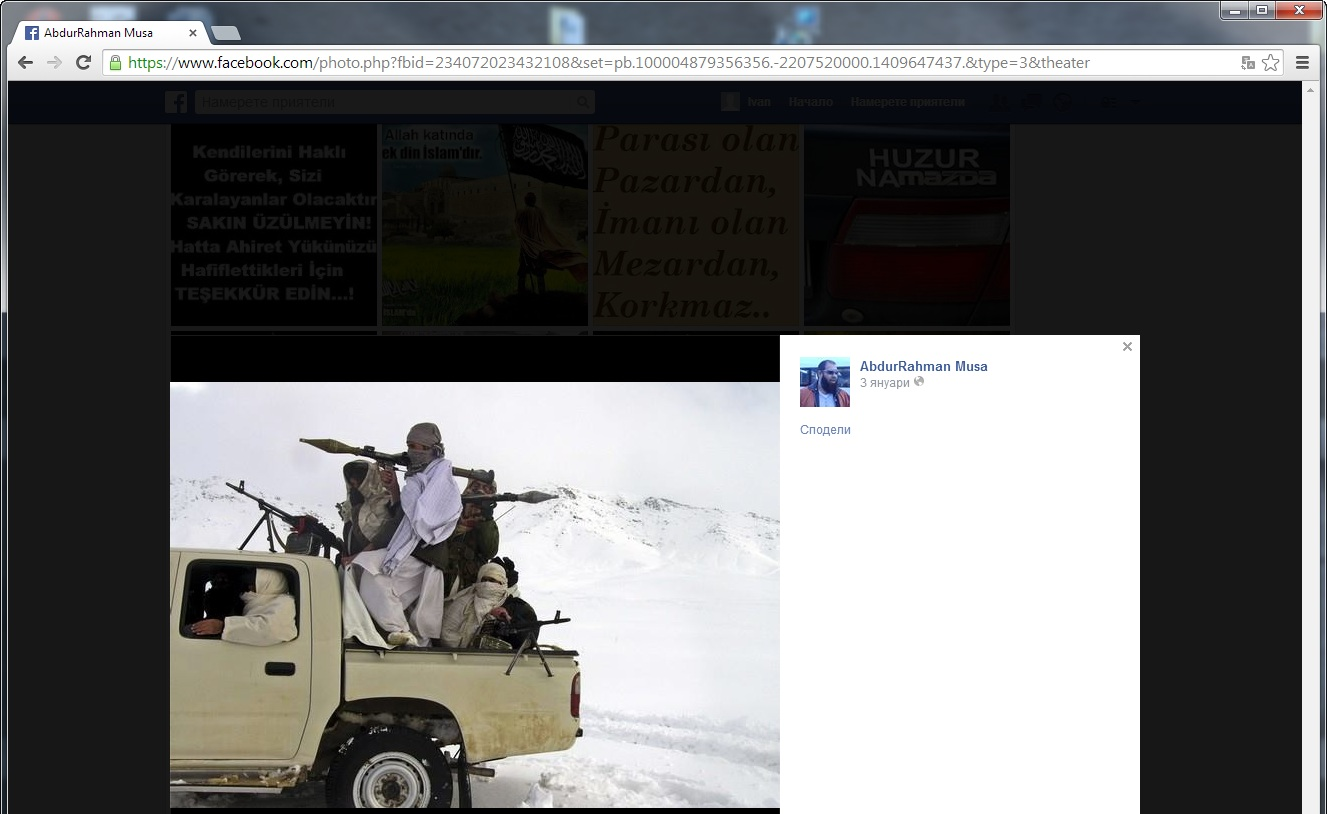 AbdurRahman Musa
https://www.facebook.com/photo.php?fbid=234072023432108&set=pb.100004879356356.-2207520000.1409647437.&type=3&theater
Намерете приятели
Ivan
Начало
Намерете приятели
Kendilerini Haklı
Görerek, Sizi
Karalayanlar Olacaktır
SAKIN ÜZÜLMEYİN!
Hatta Ahiret Yükünüzü
Hafiflettikleri İçin
TEŞEKKÜR EDİN...!
Allah katında
ek din İslam'dır.
Parası olan
Pazardan,
İmanı olan
Mezardan,
Korkmaz..
HUZUR
NAmazDA
AbdurRahman Musa
3 януари
Сподели